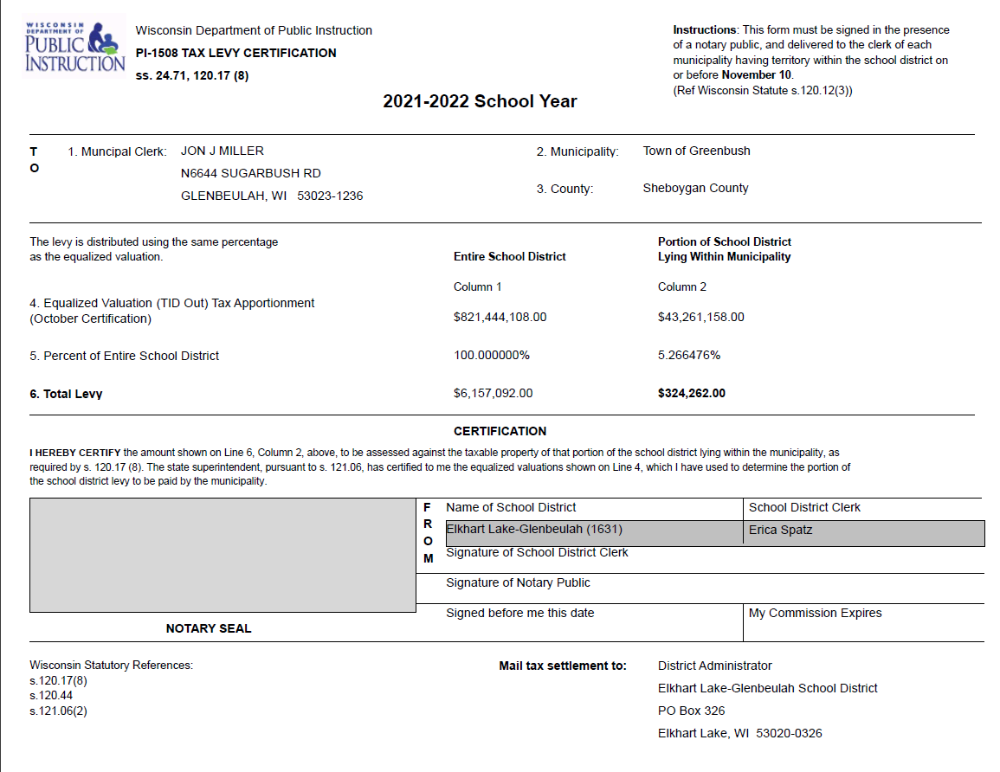 WISCONSIN
DEPARTMENT OF
PUBLIC
INSTRUCTION
Wisconsin Department of Public Instruction
PI-1508 TAX LEVY CERTIFICATION
ss. 24.71, 120.17 (8)
Instructions: This form must be signed in the presence
of a notary public, and delivered to the clerk of each
municipality having territory within the school district on
or before November 10.
(Ref Wisconsin Statute s.120.12(3))
2021-2022 School Year
T
O
1. Muncipal Clerk: JON J MILLER
N6644 SUGARBUSH RD
GLENBEULAH, WI 53023-1236
2. Municipality: Town of Greenbush
3. County: Sheboygan County
The levy is distributed using the same percentage
as the equalized valuation.
Entire School District
Portion of School District
Lying Within Municipality
Column 1 Column 2
4. Equalized Valuation (TID Out) Tax Apportionment
(October Certification)
$821,444,108.00 $43,261,158.00
5. Percent of Entire School District 100.000000% 5.266476%
6. Total Levy $6,157,092.00 $324,262.00
CERTIFICATION
I HEREBY CERTIFY the amount shown on Line 6, Column 2, above, to be assessed against the taxable property of that portion of the school district lying within the municipality, as
required by s. 120.17 (8). The state superintendent, pursuant to s. 121.06, has certified to me the equalized valuations shown on Line 4, which I have used to determine the portion of
the school district levy to be paid by the municipality.
NOTARY SEAL
F
R
O
M
Name of School District School District Clerk
Elkhart Lake-Glenbeulah (1631) Erica Spatz
Signature of School District Clerk
Signature of Notary Public
Signed before me this date My Commission Expires
Wisconsin Statutory References:
s.120.17(8)
s.120.44
s.121.06(2)
Mail tax settlement to: District Administrator
Elkhart Lake-Glenbeulah School District
PO Box 326
Elkhart Lake, WI 53020-0326